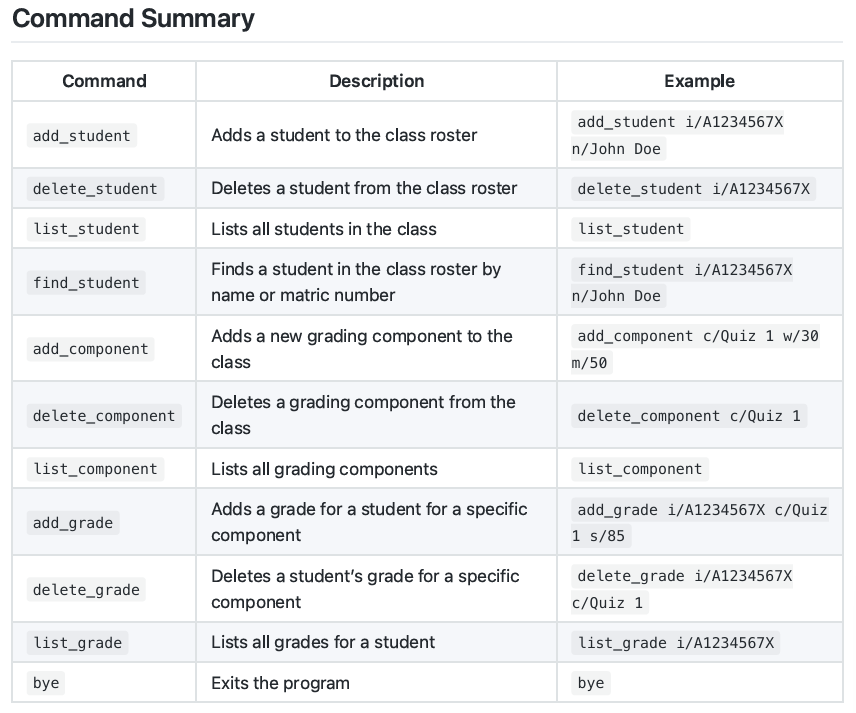 Command Summary
Command Description Example
add_student Adds a student to the class roster add_student i/A1234567X
n/John Doe
delete_student Deletes a student from the class roster delete_student i/A1234567X
list_student Lists all students in the class list_student
find_student Finds a student in the class roster by
name or matric number find_student i/A1234567X
n/John Doe
add_component Adds a new grading component to the
class add_component c/Quiz 1 w/30
m/50
delete_component Deletes a grading component from the
class delete_component c/Quiz 1
list_component Lists all grading components list_component
add_grade Adds a grade for a student for a specific
component add_grade i/A1234567X c/Quiz
1 s/85
delete_grade Deletes a student’s grade for a specific
component delete_grade i/A1234567X
c/Quiz 1
list_grade Lists all grades for a student list_grade i/A1234567X
bye Exits the program bye